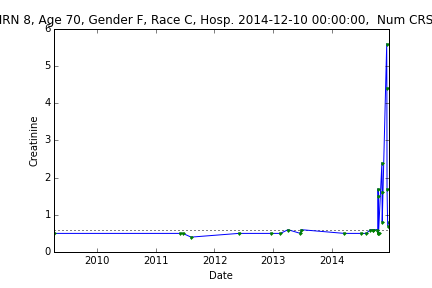 IRN 8, Age 70, Gender F, Race C, Hosp. 2014-12-10 00:00:00, Num CRS
6
5
4
3
2
1
0
Creatinine
2010 2011 2012 2013 2014
Date